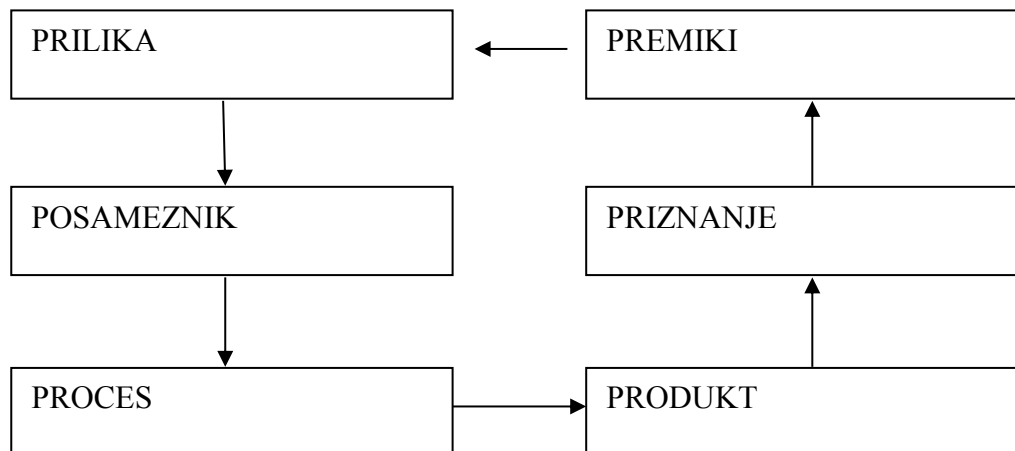 PRILIKA
PREMIKI
POSAMEZNIK
PRIZNANJE
PROCES
PRODUKT